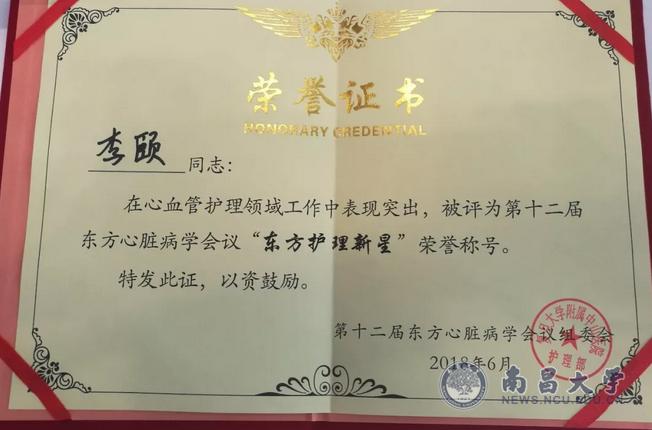 荣誉证书
HONORARY CREDENTIAL
李颐 同志：
在心血管护理领域工作中表现突出，被评为第十二届
东方心脏病学会议“东方护理新星”荣誉称号。
特发此证，以资鼓励。
第十二届东方心脏病学会议组委会
2018年6月
护理部
南昌大学
NEWS.NCU.EDU.CN